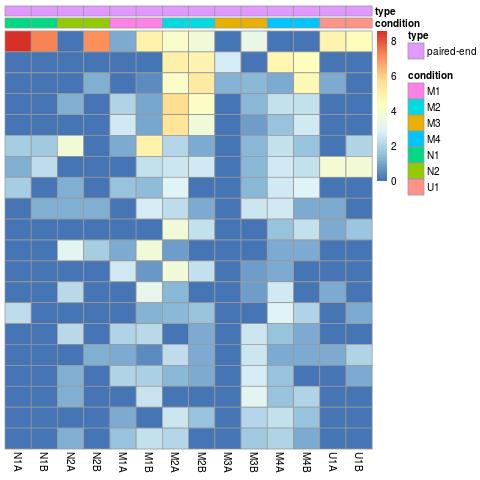 type
condition
8
6
4
2
0
type
paired-end
condition
M1
M2
M3
M4
N1
N2
U1
N1A N1B N2A N2B M1A M1B M2A M2B M3A M3B M4A M4B U1A U1B